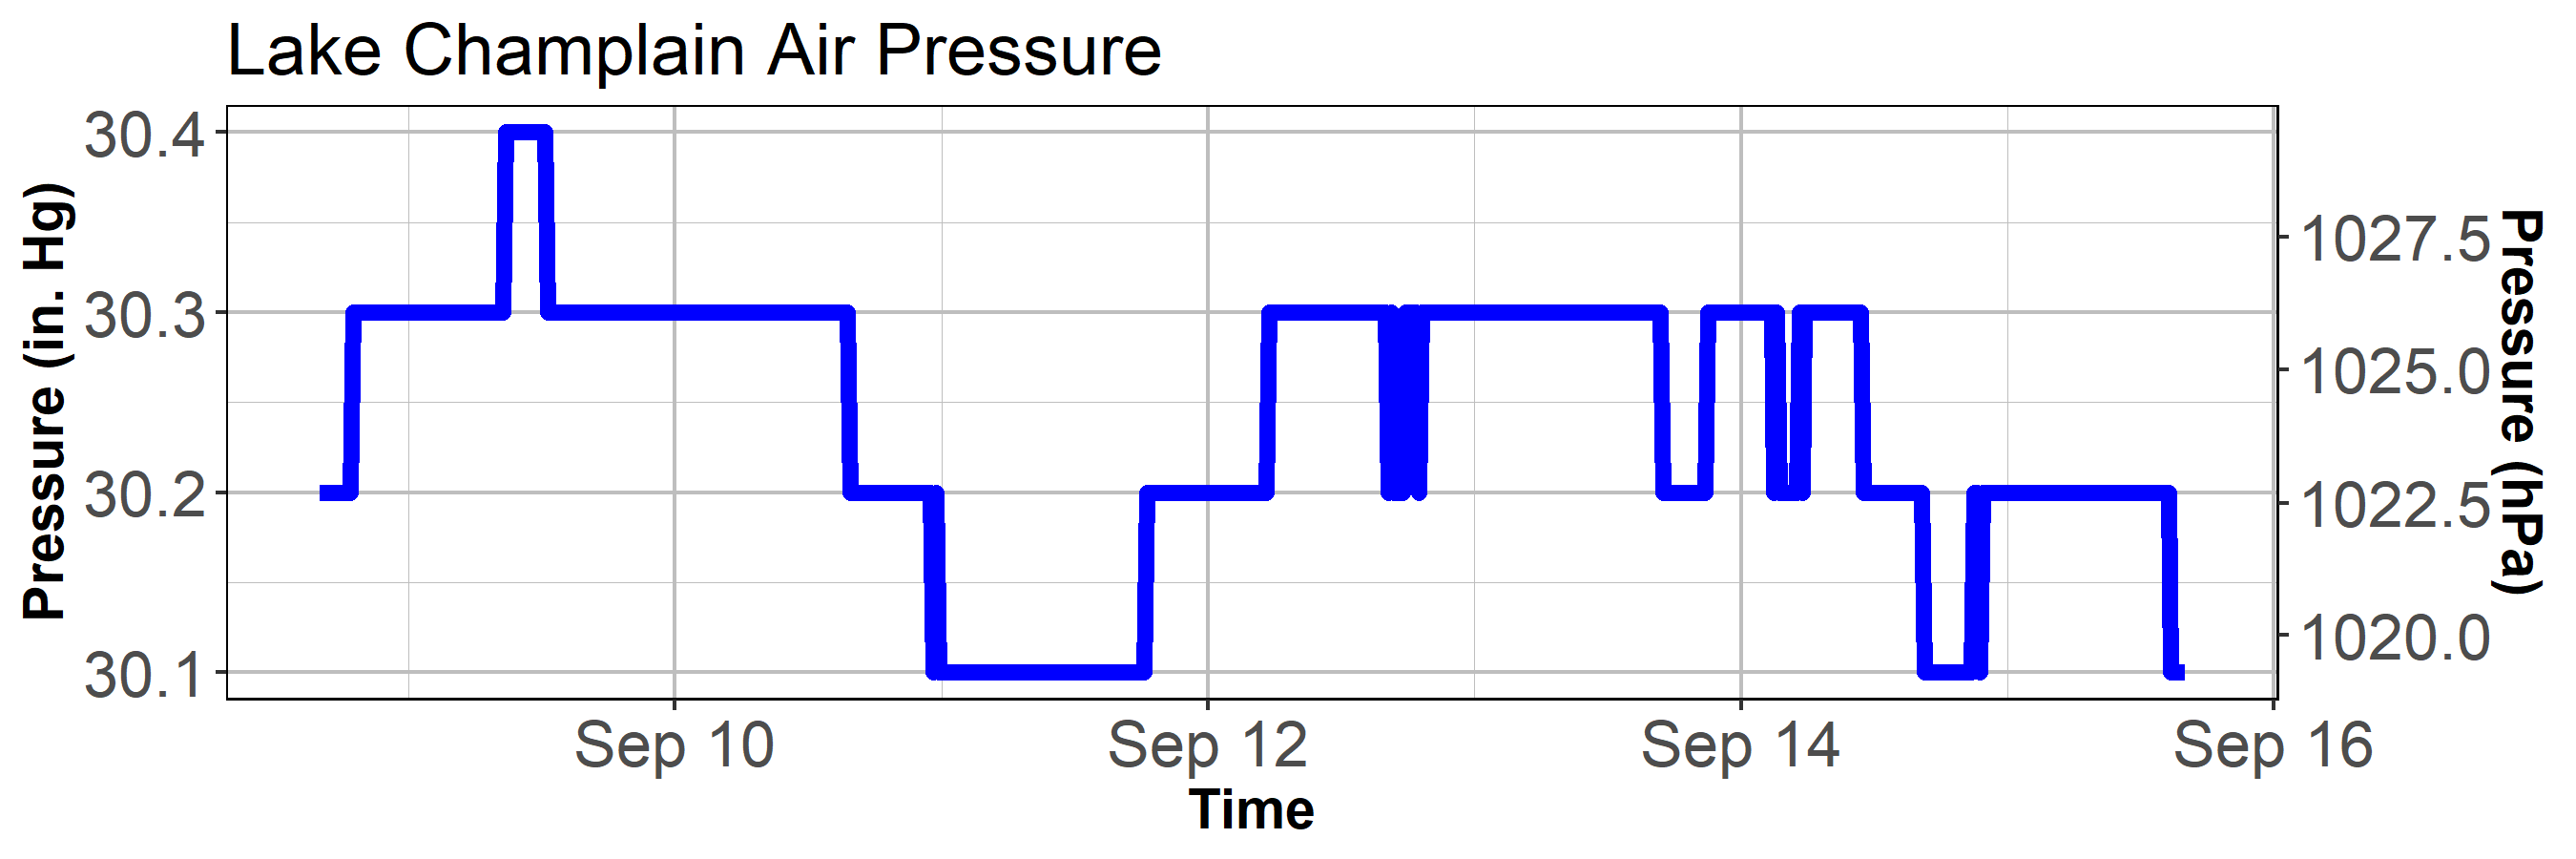 Lake Champlain Air Pressure
30.4
30.3
30.2
30.1
Pressure (in. Hg)
1027.5
1025.0
1022.5
1020.0
Pressure (hPa)
Sep 10
Sep 12
Sep 14
Sep 16
Time